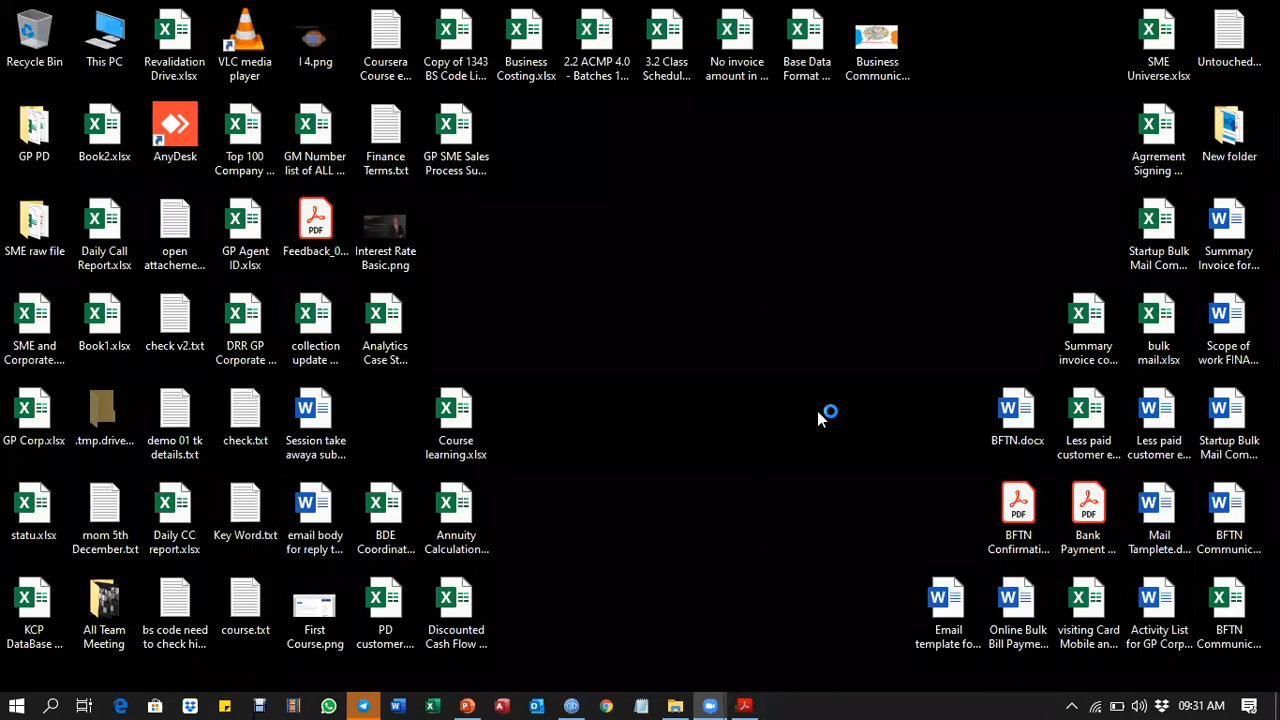 Recycle Bin
This PC
Revalidation
Drive.xlsx
VLC media
player
I 4.png
Coursera
Course e...
Copy of 1343
BS Code Li...
Business
Costing.xlsx
2.2 ACMP 4.0
- Batches 1...
3.2 Class
Schedul...
No invoice
amount in ...
Base Data
Format ...
Business
Communic...
SME
Universe.xlsx
Untouched...
GP PD
Book2.xlsx
AnyDesk
Top 100
Company ...
GM Number
list of ALL ...
Finance
Terms.txt
GP SME Sales
Process Su...
Agrrement
Signing ...
New folder
SME raw file
Daily Call
Report.xlsx
open
attacheme...
GP Agent
ID.xlsx
PDF
Feedback_0...
Interest Rate
Basic.png
Startup Bulk
Mail Com...
Summary
Invoice for...
SME and
Corporate....
Book1.xlsx
check v2.txt
DRR GP
Corporate ...
collection
update ...
Analytics
Case St...
Summary
invoice co...
bulk
mail.xlsx
Scope of
work FINA...
GP Corp.xlsx
.tmp.drive...
demo 01 tk
details.txt
check.txt
Session take
awaya sub...
Course
learning.xlsx
BFTN.docx
Less paid
customer e...
Less paid
customer e...
Startup Bulk
Mail Com...
statu.xlsx
mom 5th
December.txt
Daily CC
report.xlsx
Key Word.txt
email body
for reply t...
BDE
Coordinat...
Annuity
Calculation...
PDF
BFTN
Confirmati...
PDF
Bank
Payment ...
Mail
Tamplete.d...
BFTN
Communic...
KCP
DataBase ...
All Team
Meeting
bs code need
to check hi...
course.txt
First
Course.png
PD
customer....
Discounted
Cash Flow ...
Email
template fo...
Online Bulk
Bill Payme...
visiting Card
Mobile an...
Activity List
for GP Corp...
BFTN
Communic...
09:31 AM